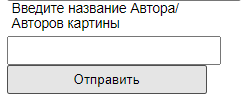 Введите название Автора/
Авторов картины
Отправить